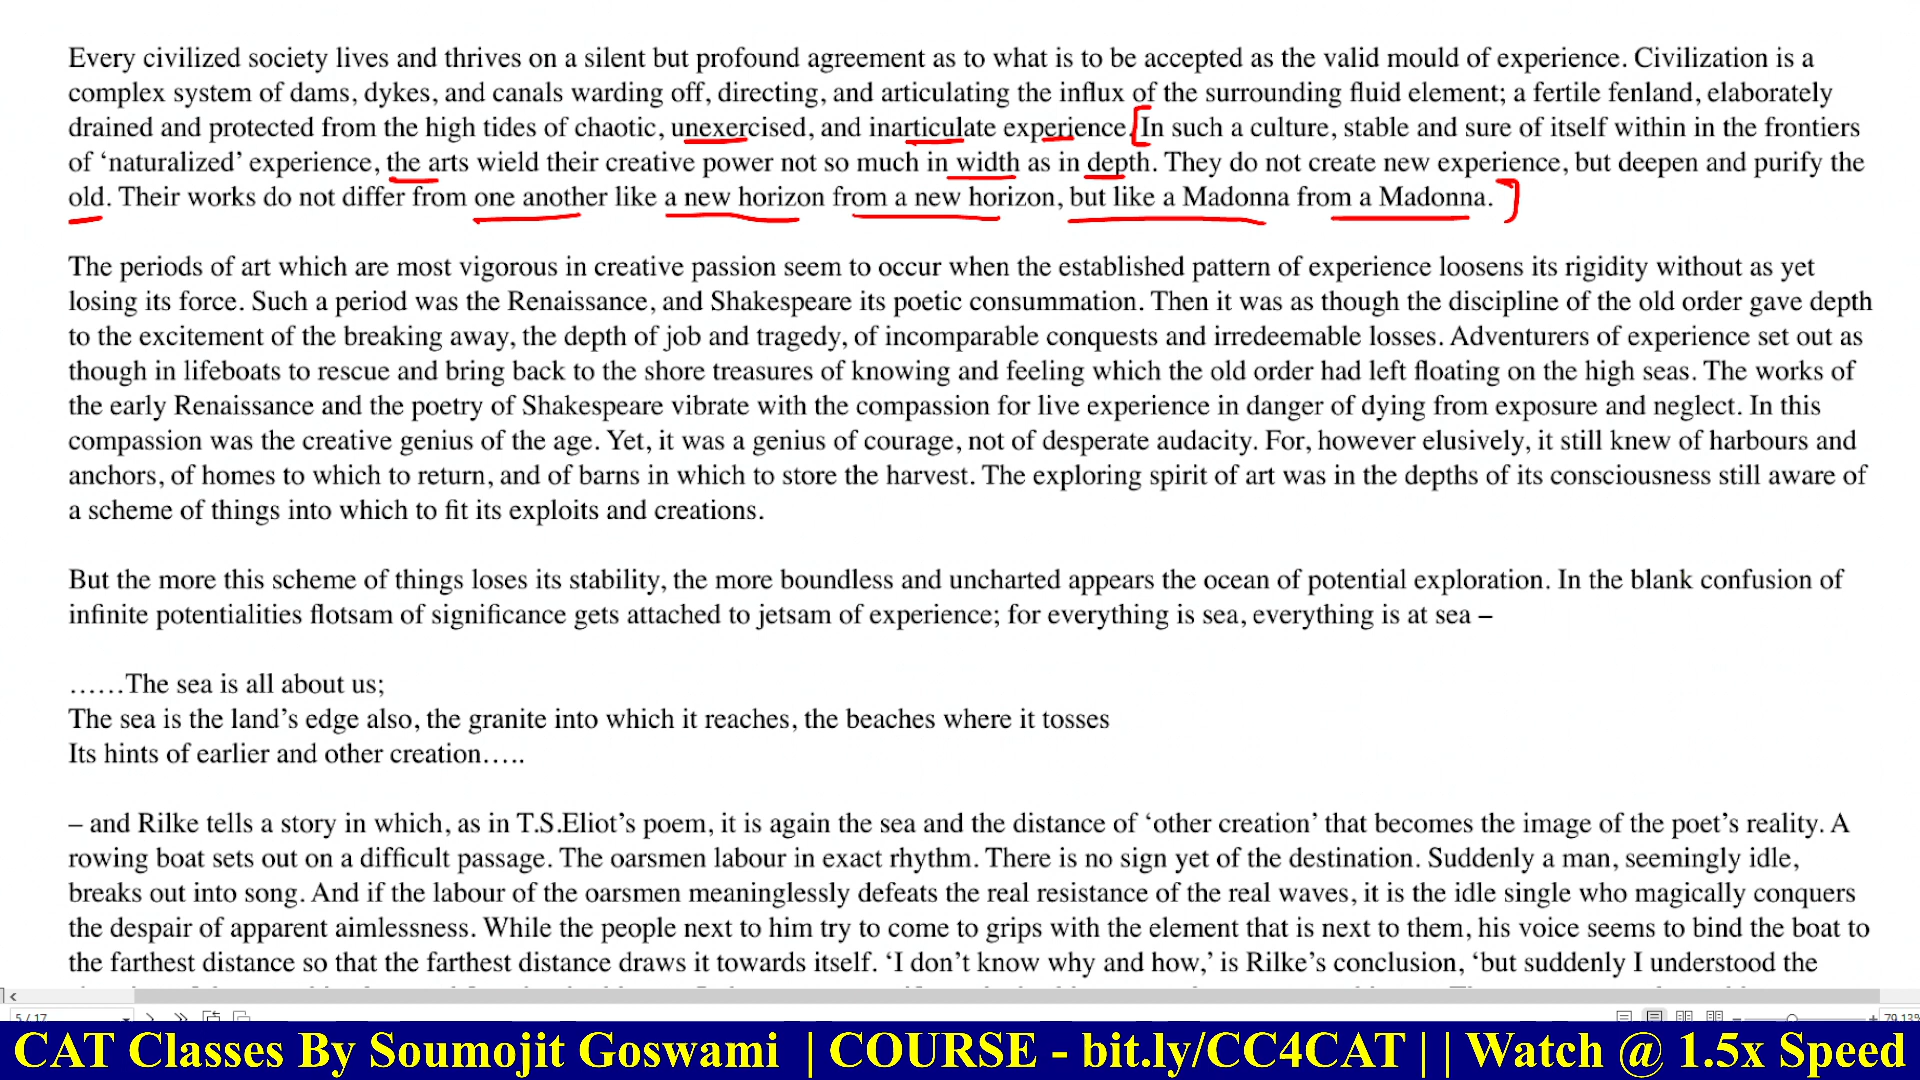 Every civilized society lives and thrives on a silent but profound agreement as to what is to be accepted as the valid mould of experience. Civilization is a
complex system of dams, dykes, and canals warding off, directing, and articulating the influx of the surrounding fluid element; a fertile fenland, elaborately
drained and protected from the high tides of chaotic, unexercised, and inarticulate experience. In such a culture, stable and sure of itself within in the frontiers
of ‘naturalized’ experience, the arts wield their creative power not so much in width as in depth. They do not create new experience, but deepen and purify the
old. Their works do not differ from one another like a new horizon from a new horizon, but like a Madonna from a Madonna.
The periods of art which are most vigorous in creative passion seem to occur when the established pattern of experience loosens its rigidity without as yet
losing its force. Such a period was the Renaissance, and Shakespeare its poetic consummation. Then it was as though the discipline of the old order gave depth
to the excitement of the breaking away, the depth of job and tragedy, of incomparable conquests and irredeemable losses. Adventurers of experience set out as
though in lifeboats to rescue and bring back to the shore treasures of knowing and feeling which the old order had left floating on the high seas. The works of
the early Renaissance and the poetry of Shakespeare vibrate with the compassion for live experience in danger of dying from exposure and neglect. In this
compassion was the creative genius of the age. Yet, it was a genius of courage, not of desperate audacity. For, however elusively, it still knew of harbours and
anchors, of homes to which to return, and of barns in which to store the harvest. The exploring spirit of art was in the depths of its consciousness still aware of
a scheme of things into which to fit its exploits and creations.
But the more this scheme of things loses its stability, the more boundless and uncharted appears the ocean of potential exploration. In the blank confusion of
infinite potentialities flotsam of significance gets attached to jetsam of experience; for everything is sea, everything is at sea –
……The sea is all about us;
The sea is the land’s edge also, the granite into which it reaches, the beaches where it tosses
Its hints of earlier and other creation…..
– and Rilke tells a story in which, as in T.S.Eliot’s poem, it is again the sea and the distance of ‘other creation’ that becomes the image of the poet’s reality. A
rowing boat sets out on a difficult passage. The oarsmen labour in exact rhythm. There is no sign yet of the destination. Suddenly a man, seemingly idle,
breaks out into song. And if the labour of the oarsmen meaninglessly defeats the real resistance of the real waves, it is the idle single who magically conquers
the despair of apparent aimlessness. While the people next to him try to come to grips with the element that is next to them, his voice seems to bind the boat to
the farthest distance so that the farthest distance draws it towards itself. ‘I don’t know why and how,’ is Rilke’s conclusion, ‘but suddenly I understood the
5 / 17
79.13%
CAT Classes By Soumojit Goswami | COURSE - bit.ly/CC4CAT | | Watch @ 1.5x Speed